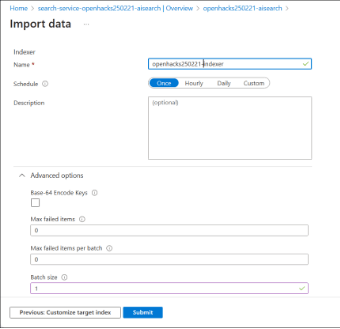 Home > search-service-openhacks250221-aisearch | Overview > openhacks250221-aisearch >
Import data ...
Indexer
Name *
openhacks250221-indexer
Schedule
Once Hourly Daily Custom
Description
(optional)
Advanced options
Base-64 Encode Keys
Max failed items
0
Max failed items per batch
0
Batch size
1
Previous: Customize target index Submit